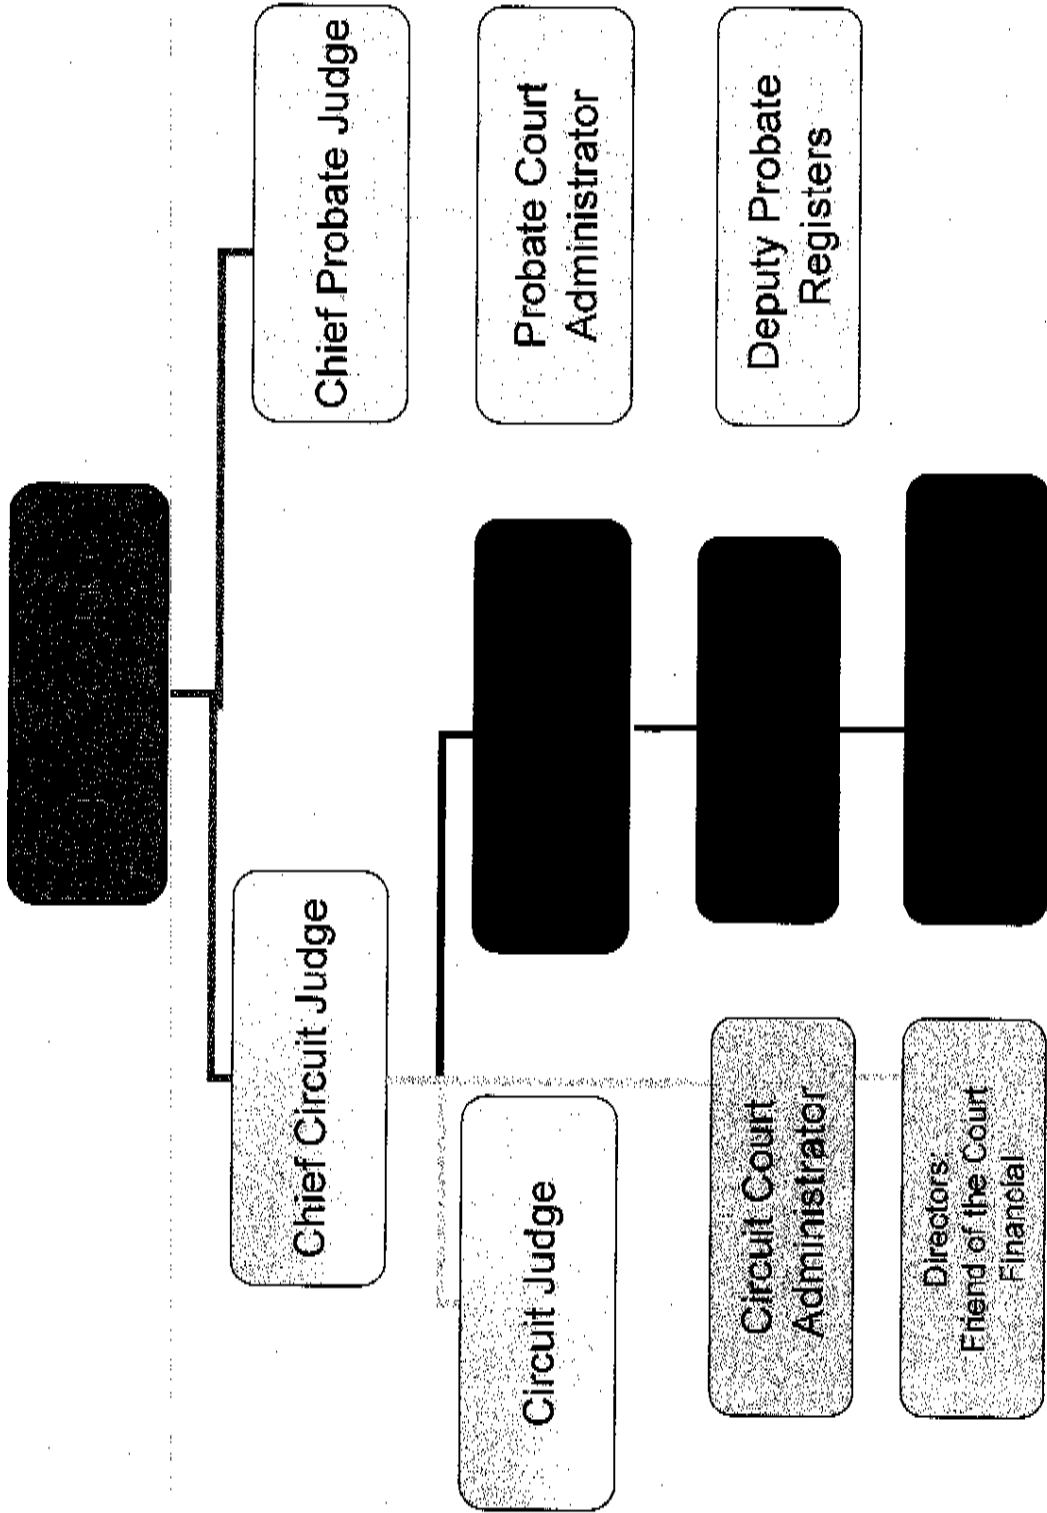 Chief Circuit Judge
Chief Probate Judge
Circuit Judge
Probate Court
Administrator
Circuit Court
Administrator
Deputy Probate
Registers
Directors:
Friend of the Court
Financial